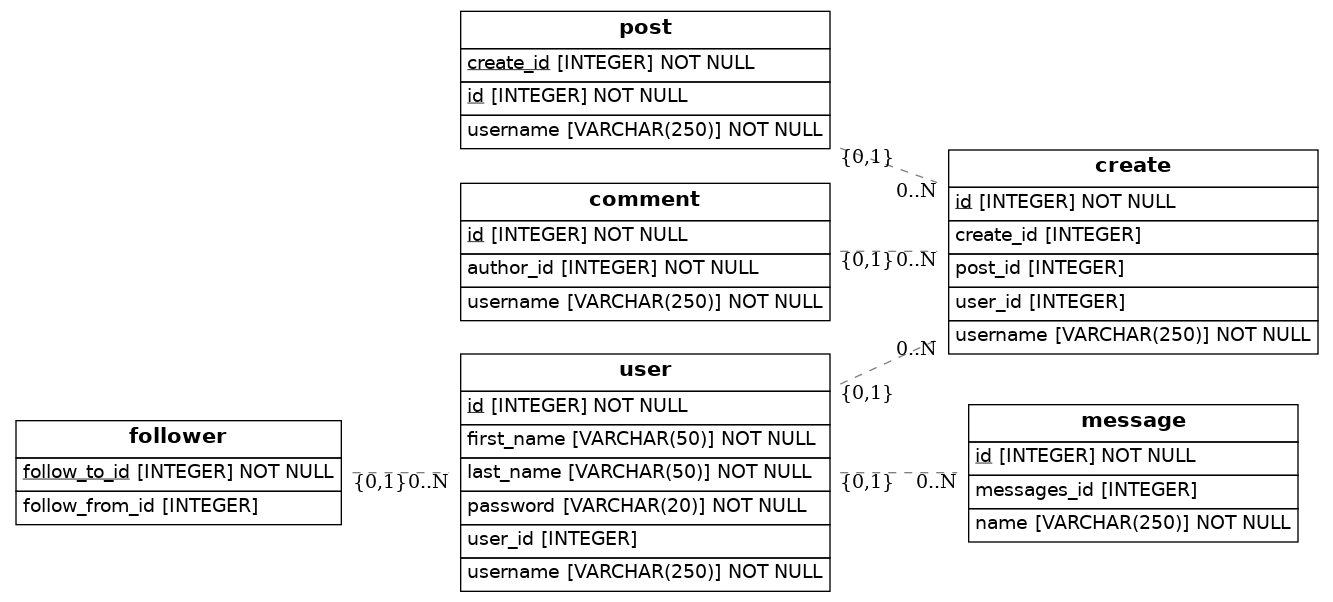 post
create_id [INTEGER] NOT NULL
id [INTEGER] NOT NULL
username [VARCHAR(250)] NOT NULL
{0,1}
0..N
create
id [INTEGER] NOT NULL
create_id [INTEGER]
post_id [INTEGER]
user_id [INTEGER]
username [VARCHAR(250)] NOT NULL
comment
id [INTEGER] NOT NULL
author_id [INTEGER] NOT NULL
username [VARCHAR(250)] NOT NULL
{0,1} 0..N
0..N
{0,1}
user
id [INTEGER] NOT NULL
first_name [VARCHAR(50)] NOT NULL
last_name [VARCHAR(50)] NOT NULL
password [VARCHAR(20)] NOT NULL
user_id [INTEGER]
username [VARCHAR(250)] NOT NULL
follower
follow_to_id [INTEGER] NOT NULL
follow_from_id [INTEGER]
{0,1} 0..N
{0,1} 0..N
message
id [INTEGER] NOT NULL
messages_id [INTEGER]
name [VARCHAR(250)] NOT NULL